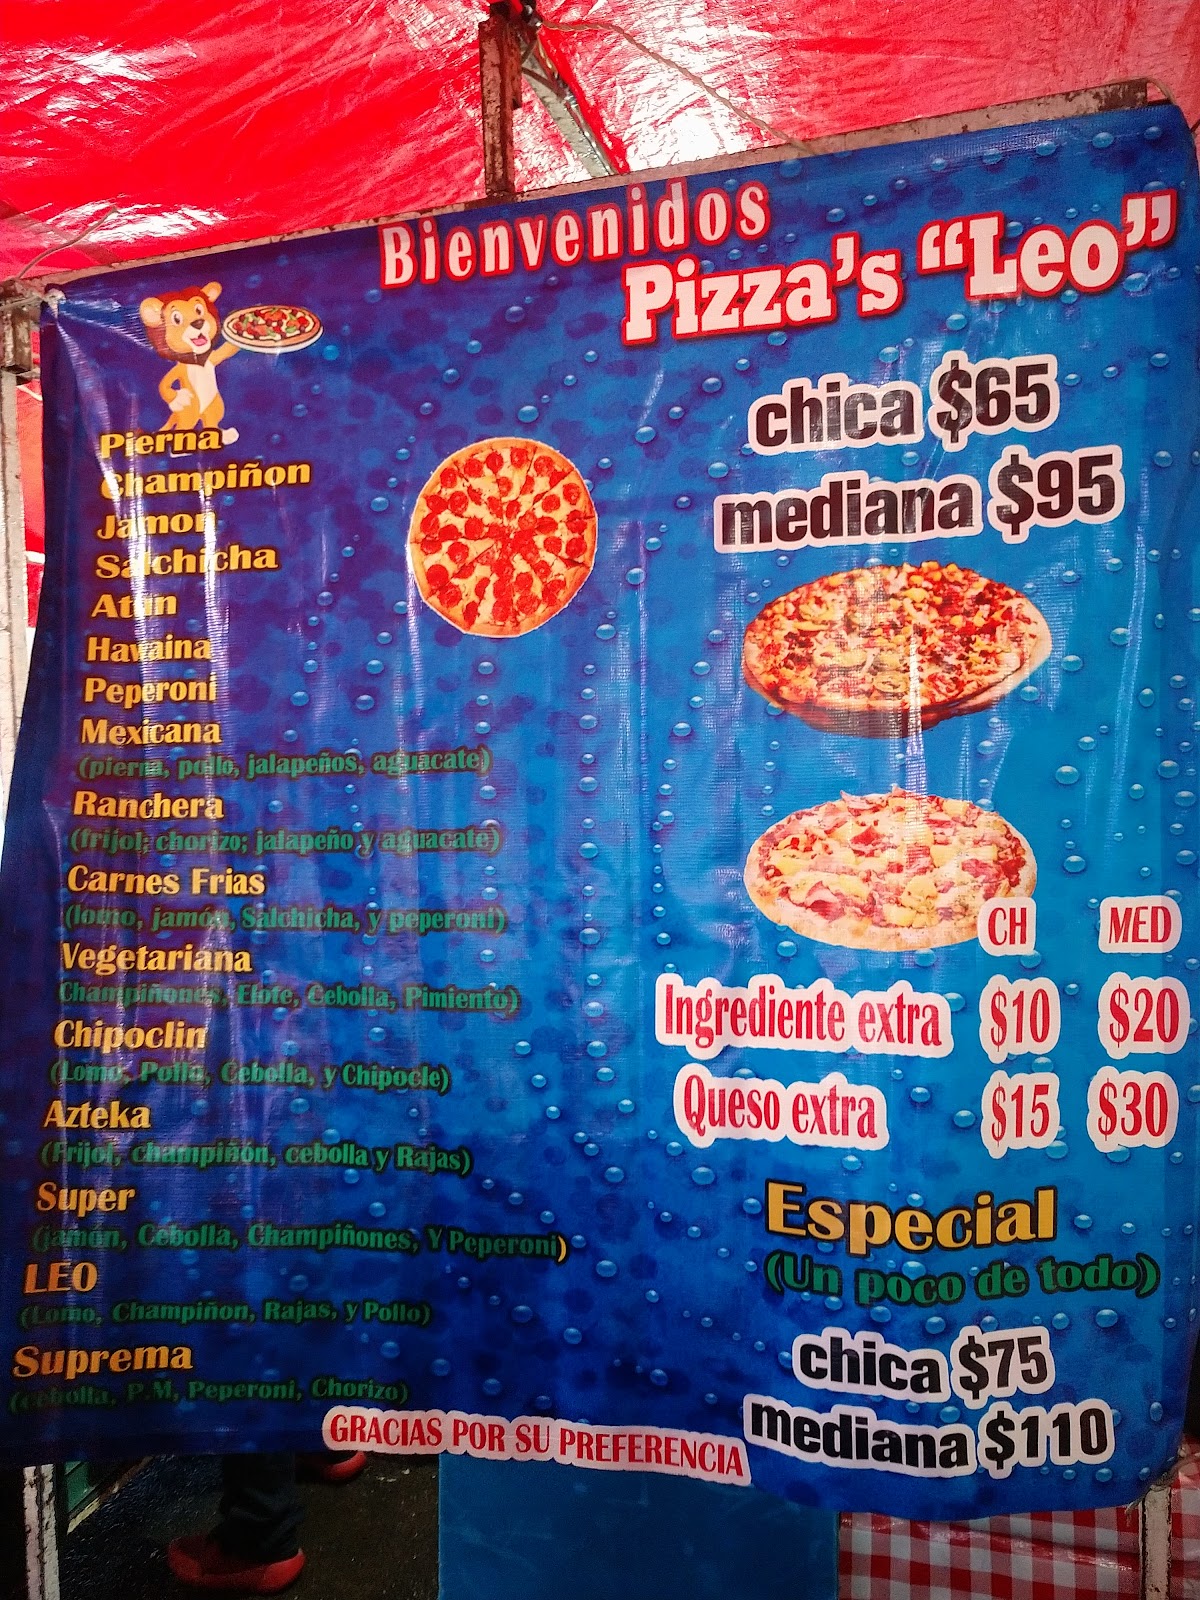 Bienvenidos
Pizza's "Leo"
chica $65
mediana $95
Pierna
Champiñon
Jamon
Salchicha
Atún
Hawaina
Peperoni
Mexicana
(pierna, pollo, jalapeños, aguacate)
Ranchera
(frijol; chorizo; jalapeño y aguacate)
Carnes Frias
(lomo, jamón, Salchicha, y peperoni)
Vegetariana
Champiñones, Elote, Cebolla, Pimiento)
Chipoclin
(Lomo, Pollo, Cebolla, y Chipocle)
Azteka
(Frijol, champiñón, cebolla y Rajas)
Super
(jamón, Cebolla, Champiñones, Y Peperoni)
LEO
(Lomo, Champiñon, Rajas, y Pollo)
Suprema
(cebolla, P.M, Peperoni, Chorizo)
CH MED
Ingrediente extra $10 $20
Queso extra $15 $30
Especial
(Un poco de todo)
chica $75
mediana $110
GRACIAS POR SU PREFERENCIA